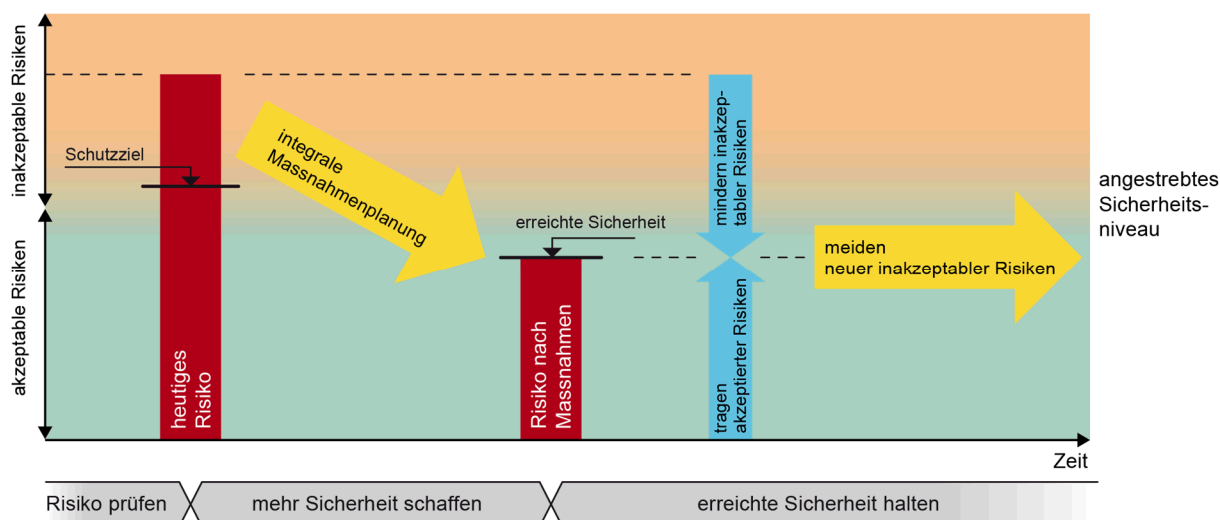 inakzeptable Risiken
akzeptable Risiken
Schutzziel
heutiges
Risiko
integrale
Massnahmenplanung
erreichte Sicherheit
Risiko nach
Massnahmen
mindern inakzep-
tabler Risiken
tragen
akzeptierter Risiken
meiden
neuer inakzeptabler Risiken
angestrebtes
Sicherheits-
niveau
Zeit
Risiko prüfen
mehr Sicherheit schaffen
erreichte Sicherheit halten